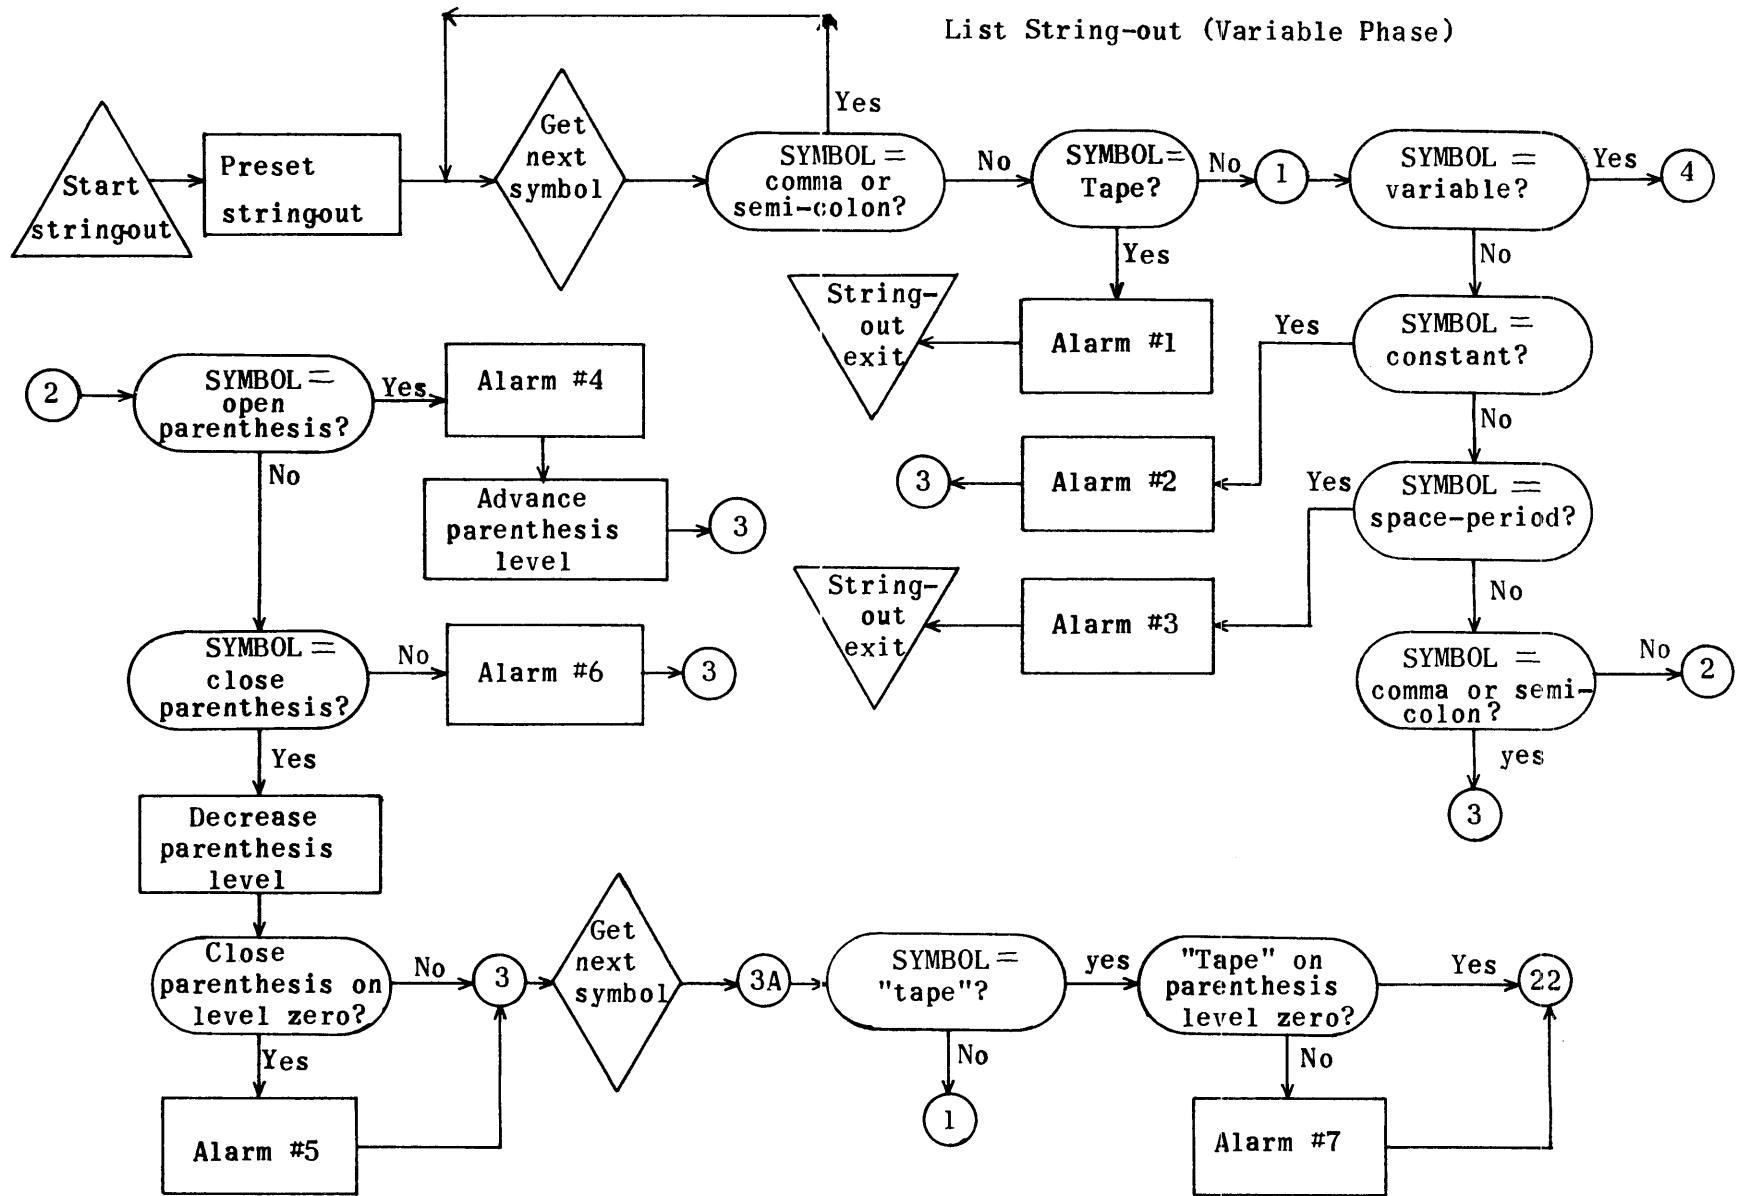 List String-out (Variable Phase)
Start
stringout
Preset
stringout
Get
next
symbol
Yes
SYMBOL =
comma or
semi-colon?
No
SYMBOL=
Tape?
No
1
SYMBOL =
variable?
Yes
4
Yes
No
String-
out
exit
Alarm #1
Yes
SYMBOL =
constant?
No
2
SYMBOL =
open
parenthesis?
Yes
Alarm #4
No
Advance
parenthesis
level
3
3
Alarm #2
Yes
SYMBOL =
space-period?
No
String-
out
exit
Alarm #3
SYMBOL =
close
parenthesis?
No
Alarm #6
3
SYMBOL =
comma or semi-
colon?
No
2
yes
3
Yes
Decrease
parenthesis
level
Close
parenthesis on
level zero?
No
3
Get
next
symbol
3A
SYMBOL =
"tape"?
yes
"Tape" on
parenthesis
level zero?
Yes
22
Yes
No
No
Alarm #5
1
Alarm #7